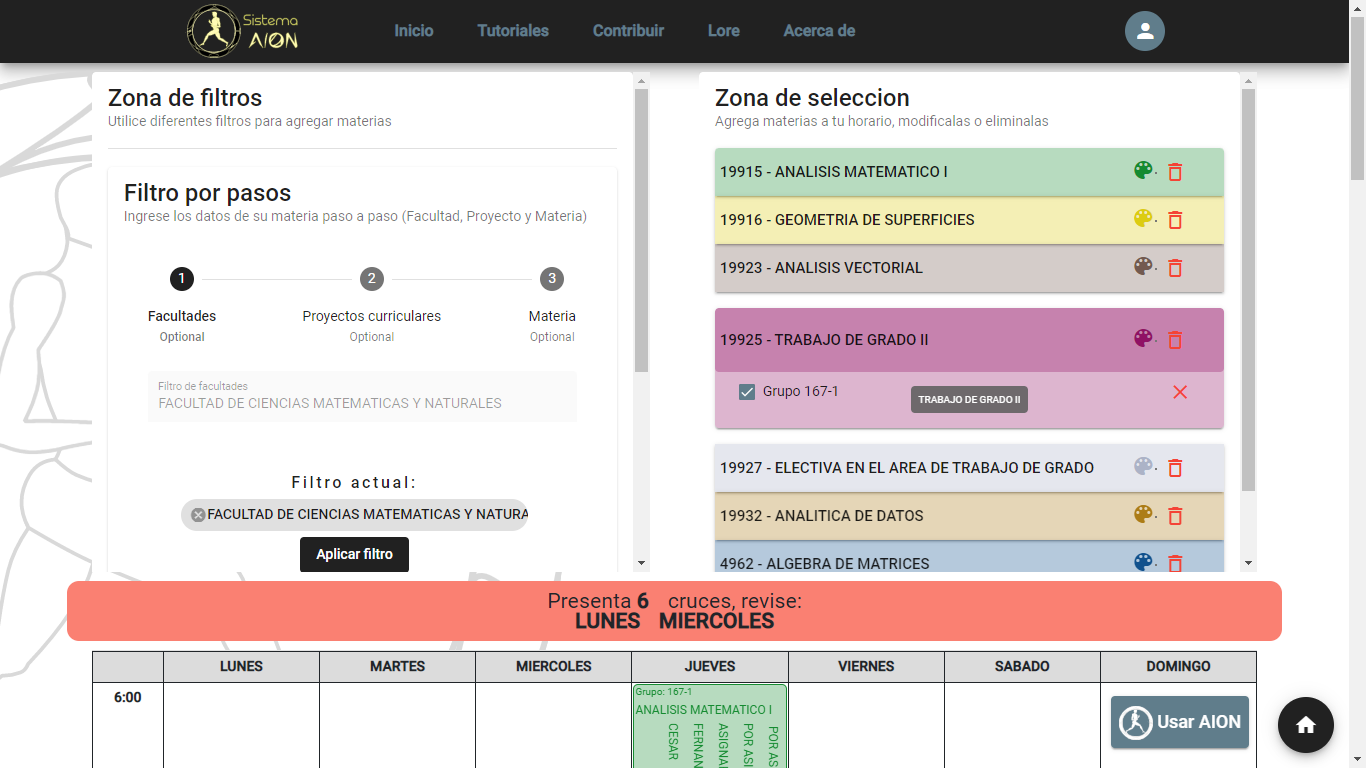 Sistema
AION
Inicio
Tutoriales
Contribuir
Lore
Acerca de
Zona de filtros
Utilice diferentes filtros para agregar materias
Filtro por pasos
Ingrese los datos de su materia paso a paso (Facultad, Proyecto y Materia)
1
2
3
Facultades
Proyectos curriculares
Materia
Optional
Optional
Optional
Filtro de facultades
FACULTAD DE CIENCIAS MATEMATICAS Y NATURALES
Filtro actual:
FACULTAD DE CIENCIAS MATEMATICAS Y NATURA
Aplicar filtro
Zona de seleccion
Agrega materias a tu horario, modificalas o eliminalas
19915 - ANALISIS MATEMATICO I
19916 - GEOMETRIA DE SUPERFICIES
19923 - ANALISIS VECTORIAL
19925 - TRABAJO DE GRADO II
Grupo 167-1
TRABAJO DE GRADO II
19927 - ELECTIVA EN EL AREA DE TRABAJO DE GRADO
19932 - ANALITICA DE DATOS
4962 - ALGEBRA DE MATRICES
Presenta 6 cruces, revise:
LUNES MIERCOLES
LUNES
MARTES
MIERCOLES
JUEVES
VIERNES
SABADO
DOMINGO
6:00
Grupo: 167-1
ANALISIS MATEMATICO I
CESAR
FERNAN
ASIGNA
POR ASI
POR AS
Usar AION